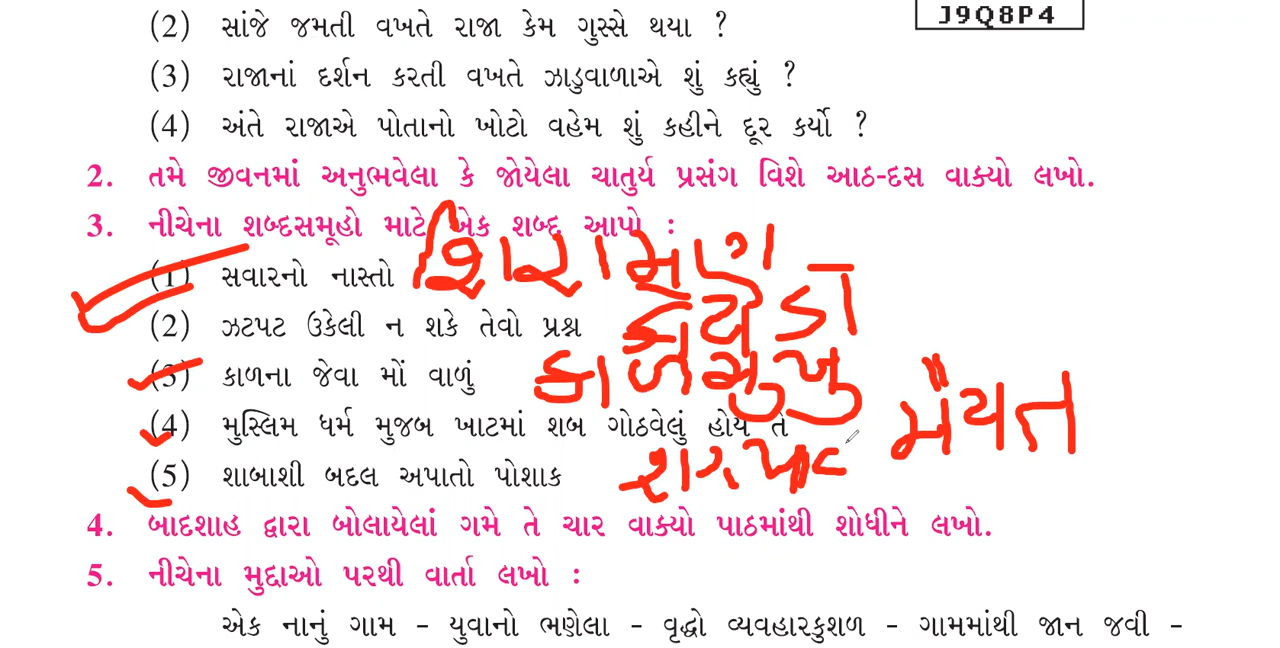 J9Q8P4
(2) સાંજે જમતી વખતે રાજા કેમ ગુસ્સે થયા ?
(3) રાજાનાં દર્શન કરતી વખતે ઝાડુવાળાએ શું કહ્યું ?
(4) અંતે રાજાએ પોતાનો ખોટો વહેમ શું કહીને દૂર કર્યો ?
2. તમે જીવનમાં અનુભવેલા કે જોયેલા ચાતુર્ય પ્રસંગ વિશે આઠ-દસ વાક્યો લખો.
3. નીચેના શબ્દસમૂહો માટે એક શબ્દ આપો :
(1) સવારનો નાસ્તો શિરામણ
(2) ઝટપટ ઉકેલી ન શકે તેવો પ્રશ્ન કોયડો
(3) કાળના જેવા મોં વાળું કાળમુખુ
(4) મુસ્લિમ ધર્મ મુજબ ખાટમાં શબ ગોઠવેલું હોય તે મૈયત
(5) શાબાશી બદલ અપાતો પોશાક
4. બાદશાહ દ્વારા બોલાયેલાં ગમે તે ચાર વાક્યો પાઠમાંથી શોધીને લખો.
5. નીચેના મુદ્દાઓ પરથી વાર્તા લખો :
એક નાનું ગામ - યુવાનો ભણેલા - વૃદ્ધો વ્યવહારકુશળ - ગામમાંથી જાન જવી -